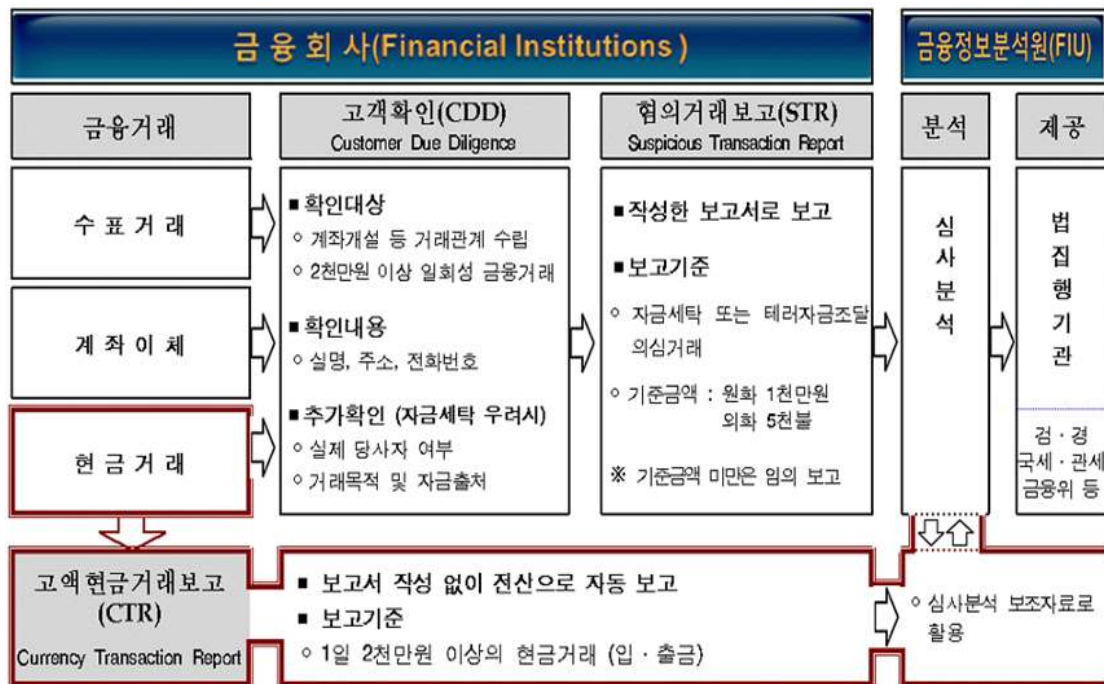 금 융 회 사(Financial Institutions )
금융정보분석원(FIU)
금융거래
고객확인(CDD)
Customer Due Diligence
혐의거래보고(STR)
Suspicious Transaction Report
분석
제공
수 표 거 래
계 좌 이 체
현 금 거 래
■ 확인대상
○ 계좌개설 등 거래관계 수립
○ 2천만원 이상 일회성 금융거래
■ 확인내용
○ 실명, 주소, 전화번호
■ 추가확인 (자금세탁 우려시)
○ 실제 당사자 여부
○ 거래목적 및 자금출처
■ 작성한 보고서로 보고
■ 보고기준
○ 자금세탁 또는 테러자금조달
의심거래
○ 기준금액 : 원화 1천만원
외화 5천불
※ 기준금액 미만은 임의 보고
심
사
분
석
법
집
행
기
관
검 · 경
국세 · 관세
금융위 등
고액현금거래보고
(CTR)
Currency Transaction Report
■ 보고서 작성 없이 전산으로 자동 보고
■ 보고기준
○ 1일 2천만원 이상의 현금거래 (입 · 출금)
○ 심사분석 보조자료로
활용